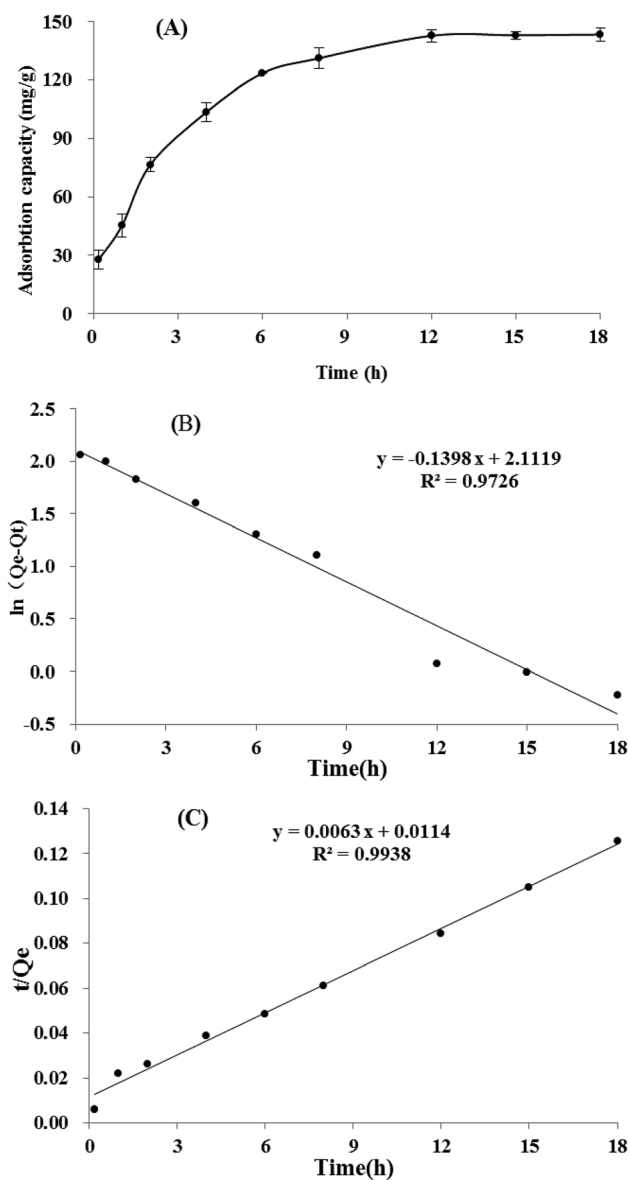 (A)
150
120
90
60
30
0
Adsorbtion capacity (mg/g)
0 3 6 9 12 15 18
Time (h)
(B)
y = -0.1398 x + 2.1119
R² = 0.9726
2.5
2.0
1.5
1.0
0.5
0.0
-0.5
ln（Qe-Qt)
0 3 6 9 12 15 18
Time(h)
(C)
y = 0.0063 x + 0.0114
R² = 0.9938
0.14
0.12
0.10
0.08
0.06
0.04
0.02
0.00
t/Qe
0 3 6 9 12 15 18
Time(h)